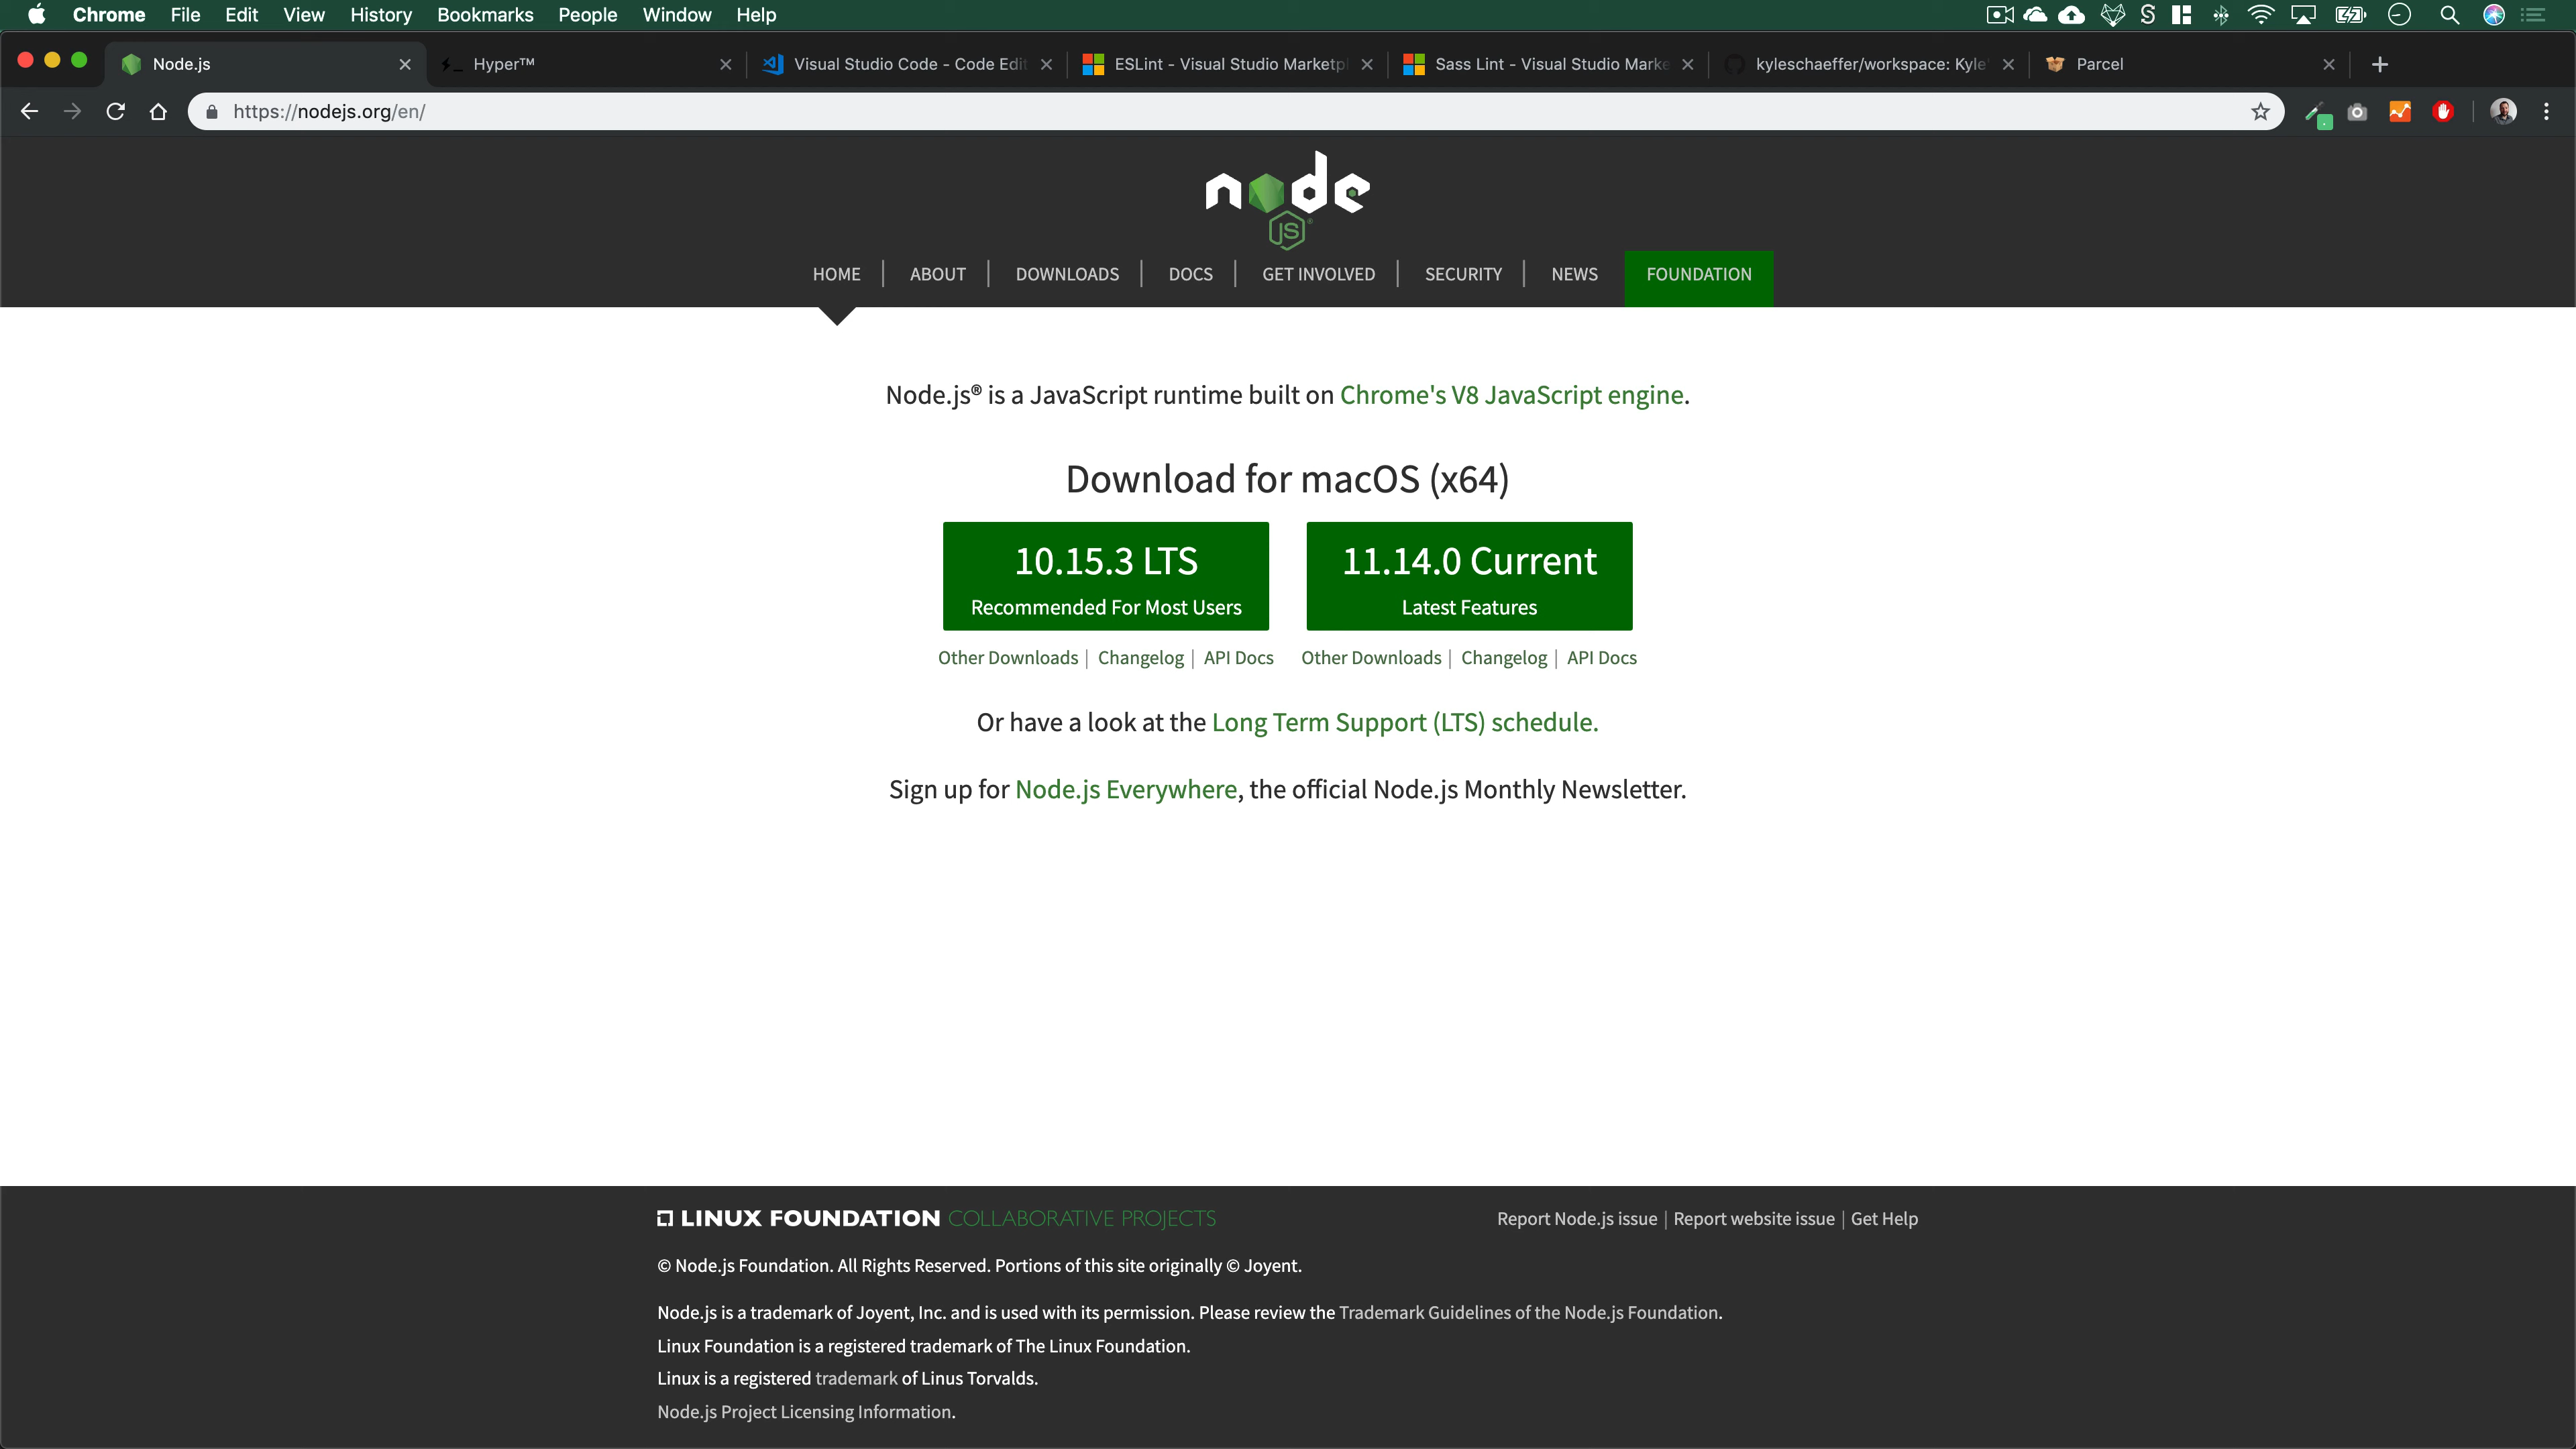 Chrome File Edit View History Bookmarks People Window Help
Node.js
Hyper™
Visual Studio Code - Code Edit
ESLint - Visual Studio Marketpl
Sass Lint - Visual Studio Marke
kyleschaeffer/workspace: Kyle'
Parcel
https://nodejs.org/en/
node
JS
HOME | ABOUT | DOWNLOADS | DOCS | GET INVOLVED | SECURITY | NEWS FOUNDATION
Node.js® is a JavaScript runtime built on Chrome's V8 JavaScript engine.
Download for macOS (x64)
10.15.3 LTS
Recommended For Most Users
11.14.0 Current
Latest Features
Other Downloads | Changelog | API Docs
Other Downloads | Changelog | API Docs
Or have a look at the Long Term Support (LTS) schedule.
Sign up for Node.js Everywhere, the official Node.js Monthly Newsletter.
LINUX FOUNDATION COLLABORATIVE PROJECTS
Report Node.js issue | Report website issue | Get Help
© Node.js Foundation. All Rights Reserved. Portions of this site originally © Joyent.
Node.js is a trademark of Joyent, Inc. and is used with its permission. Please review the Trademark Guidelines of the Node.js Foundation.
Linux Foundation is a registered trademark of The Linux Foundation.
Linux is a registered trademark of Linus Torvalds.
Node.js Project Licensing Information.